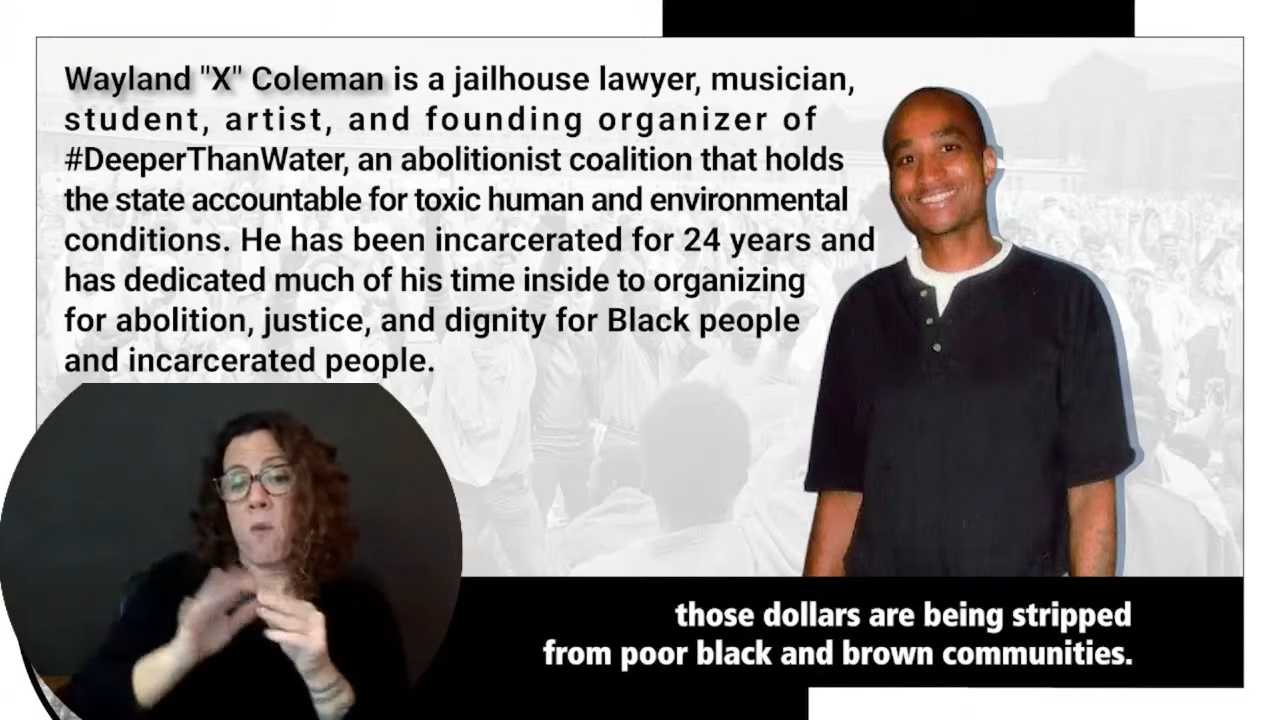 Wayland "X" Coleman is a jailhouse lawyer, musician,
student, artist, and founding organizer of
#DeeperThanWater, an abolitionist coalition that holds
the state accountable for toxic human and environmental
conditions. He has been incarcerated for 24 years and
has dedicated much of his time inside to organizing
for abolition, justice, and dignity for Black people
and incarcerated people.
those dollars are being stripped
from poor black and brown communities.